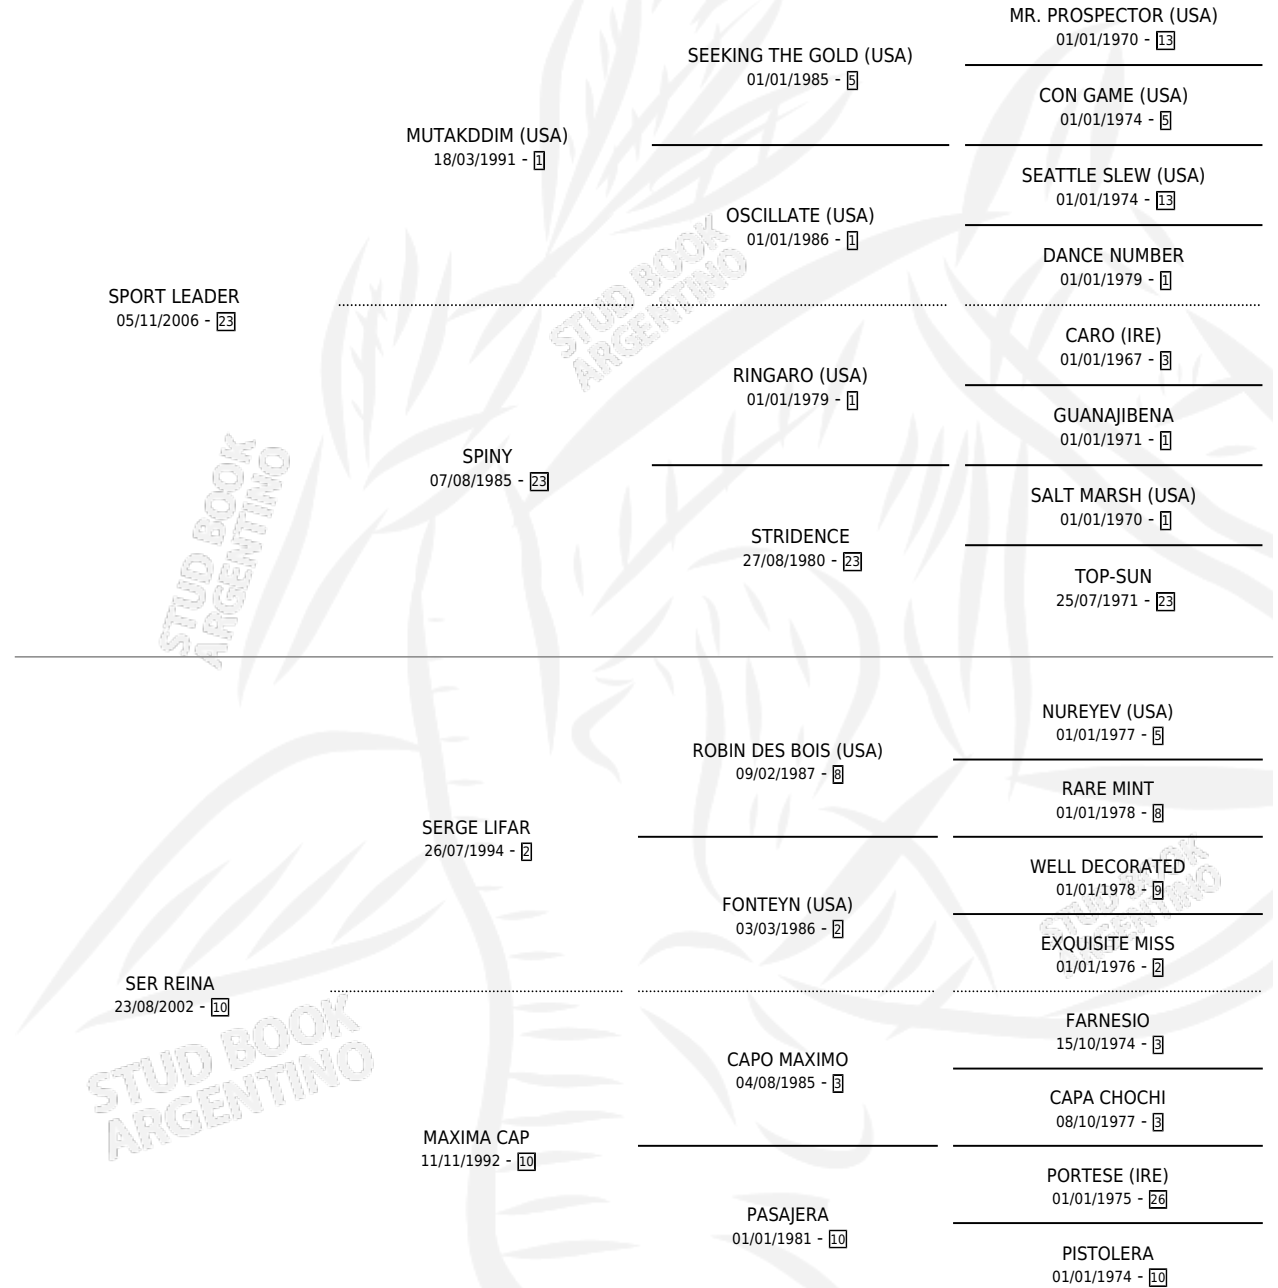 MR. PROSPECTOR (USA)
01/01/1970 - 13
SEEKING THE GOLD (USA)
01/01/1985 - 5
CON GAME (USA)
01/01/1974 - 5
MUTAKDDIM (USA)
18/03/1991 - 1
SEATTLE SLEW (USA)
01/01/1974 - 13
OSCILLATE (USA)
01/01/1986 - 1
DANCE NUMBER
01/01/1979 - 1
SPORT LEADER
05/11/2006 - 23
CARO (IRE)
01/01/1967 - 3
RINGARO (USA)
01/01/1979 - 1
GUANAJIBENA
01/01/1971 - 1
SPINY
07/08/1985 - 23
SALT MARSH (USA)
01/01/1970 - 1
STRIDENCE
27/08/1980 - 23
TOP-SUN
25/07/1971 - 23
NUREYEV (USA)
01/01/1977 - 5
ROBIN DES BOIS (USA)
09/02/1987 - 8
RARE MINT
01/01/1978 - 8
SERGE LIFAR
26/07/1994 - 2
WELL DECORATED
01/01/1978 - 9
FONTEYN (USA)
03/03/1986 - 2
EXQUISITE MISS
01/01/1976 - 2
SER REINA
23/08/2002 - 10
FARNESIO
15/10/1974 - 3
CAPO MAXIMO
04/08/1985 - 3
CAPA CHOCHI
08/10/1977 - 3
MAXIMA CAP
11/11/1992 - 10
PORTESE (IRE)
01/01/1975 - 26
PASAJERA
01/01/1981 - 10
PISTOLERA
01/01/1974 - 10
STUD BOOK
ARGENTINO
STUD BOOK
ARGENTINO
STUD BOOK
ARGENTINO
STUD BOOK
ARGENTINO